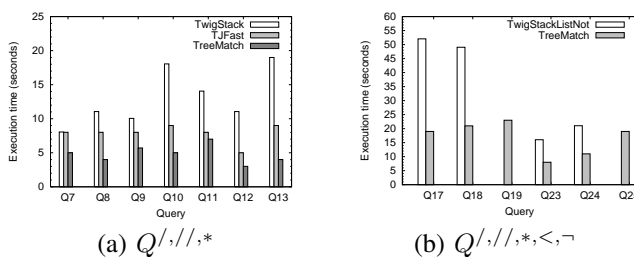 25
20
15
10
5
0
Execution time (seconds)
TwigStack
TJFast
TreeMatch
Q7 Q8 Q9 Q10 Q11 Q12 Q13
Query
(a) Q/,//,*
60
55
50
45
40
35
30
25
20
15
10
5
0
Execution time (seconds)
TwigStackListNot
TreeMatch
Q17 Q18 Q19 Q23 Q24
Query
(b) Q/,//,*,<,¬